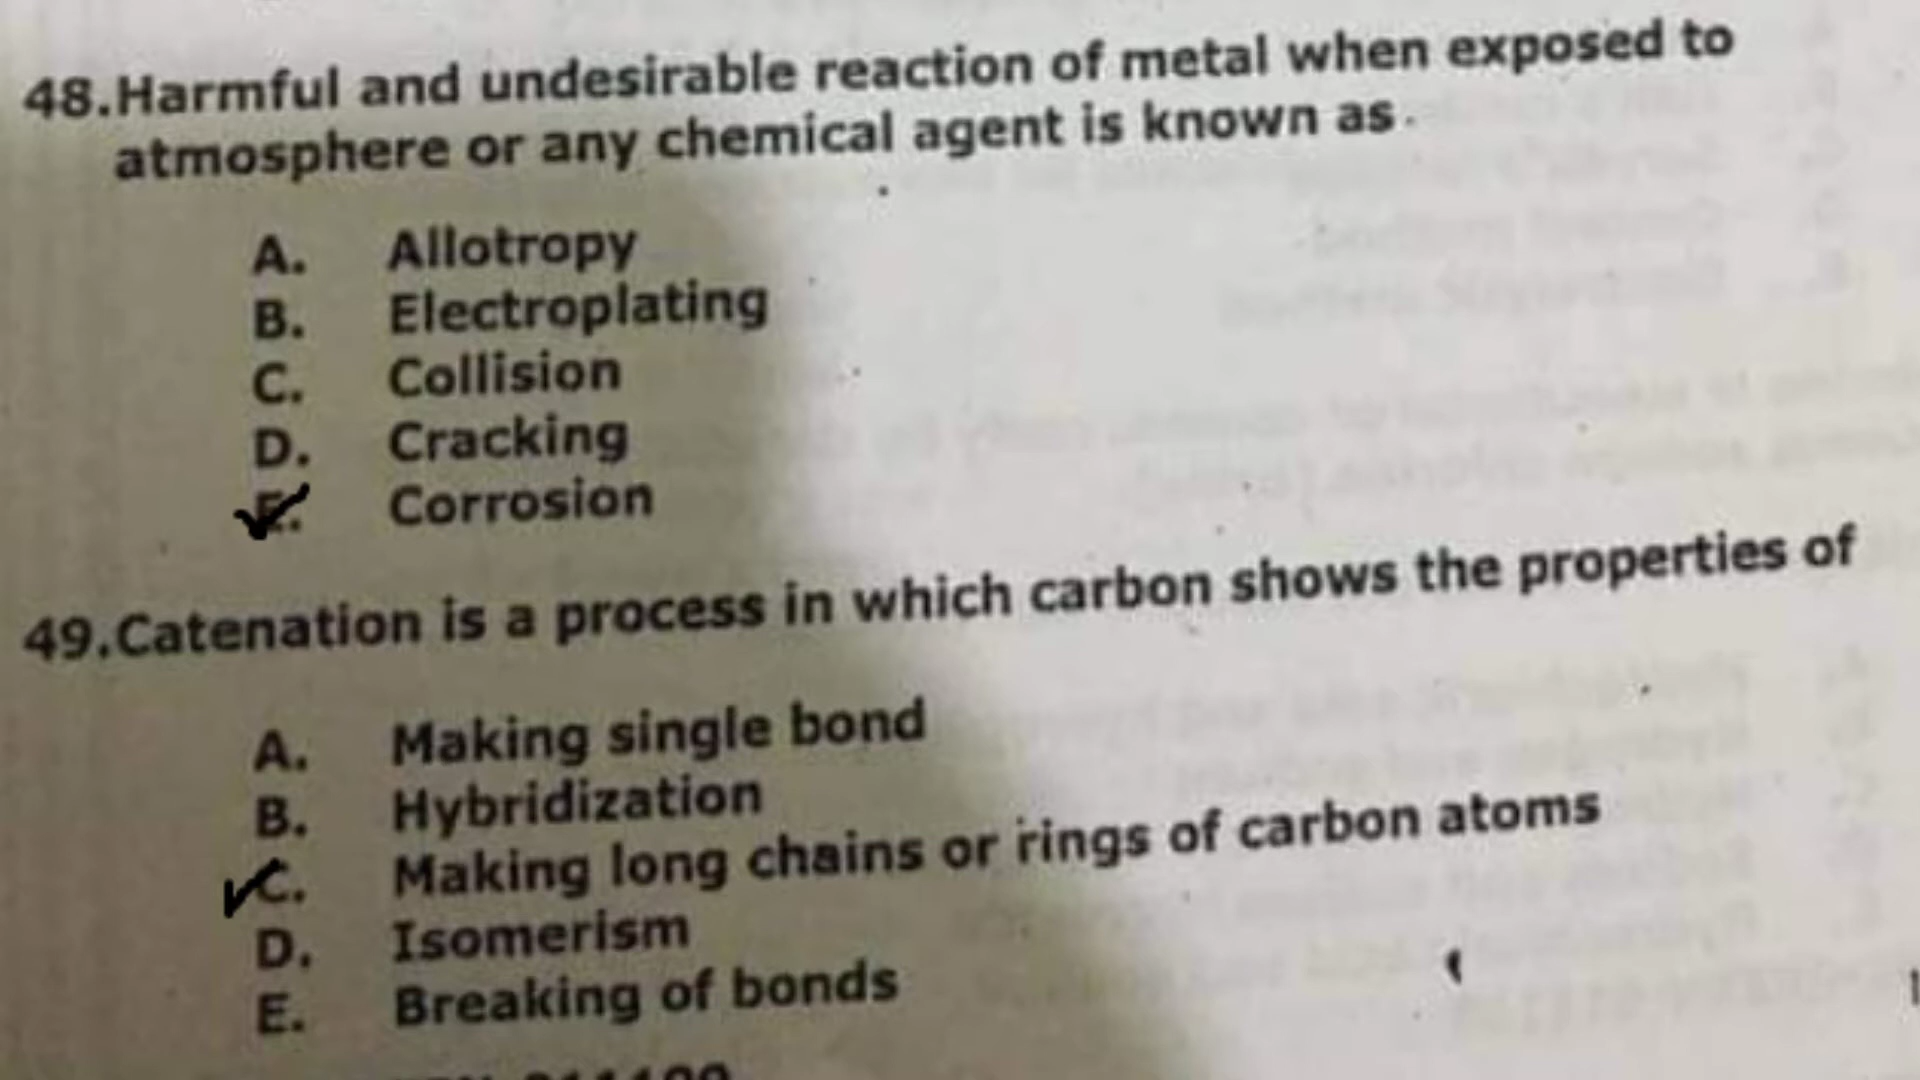 48.Harmful and undesirable reaction of metal when exposed to
atmosphere or any chemical agent is known as.
A. Allotropy
B. Electroplating
C. Collision
D. Cracking
E. Corrosion
49.Catenation is a process in which carbon shows the properties of
A. Making single bond
B. Hybridization
C. Making long chains or rings of carbon atoms
D. Isomerism
E. Breaking of bonds